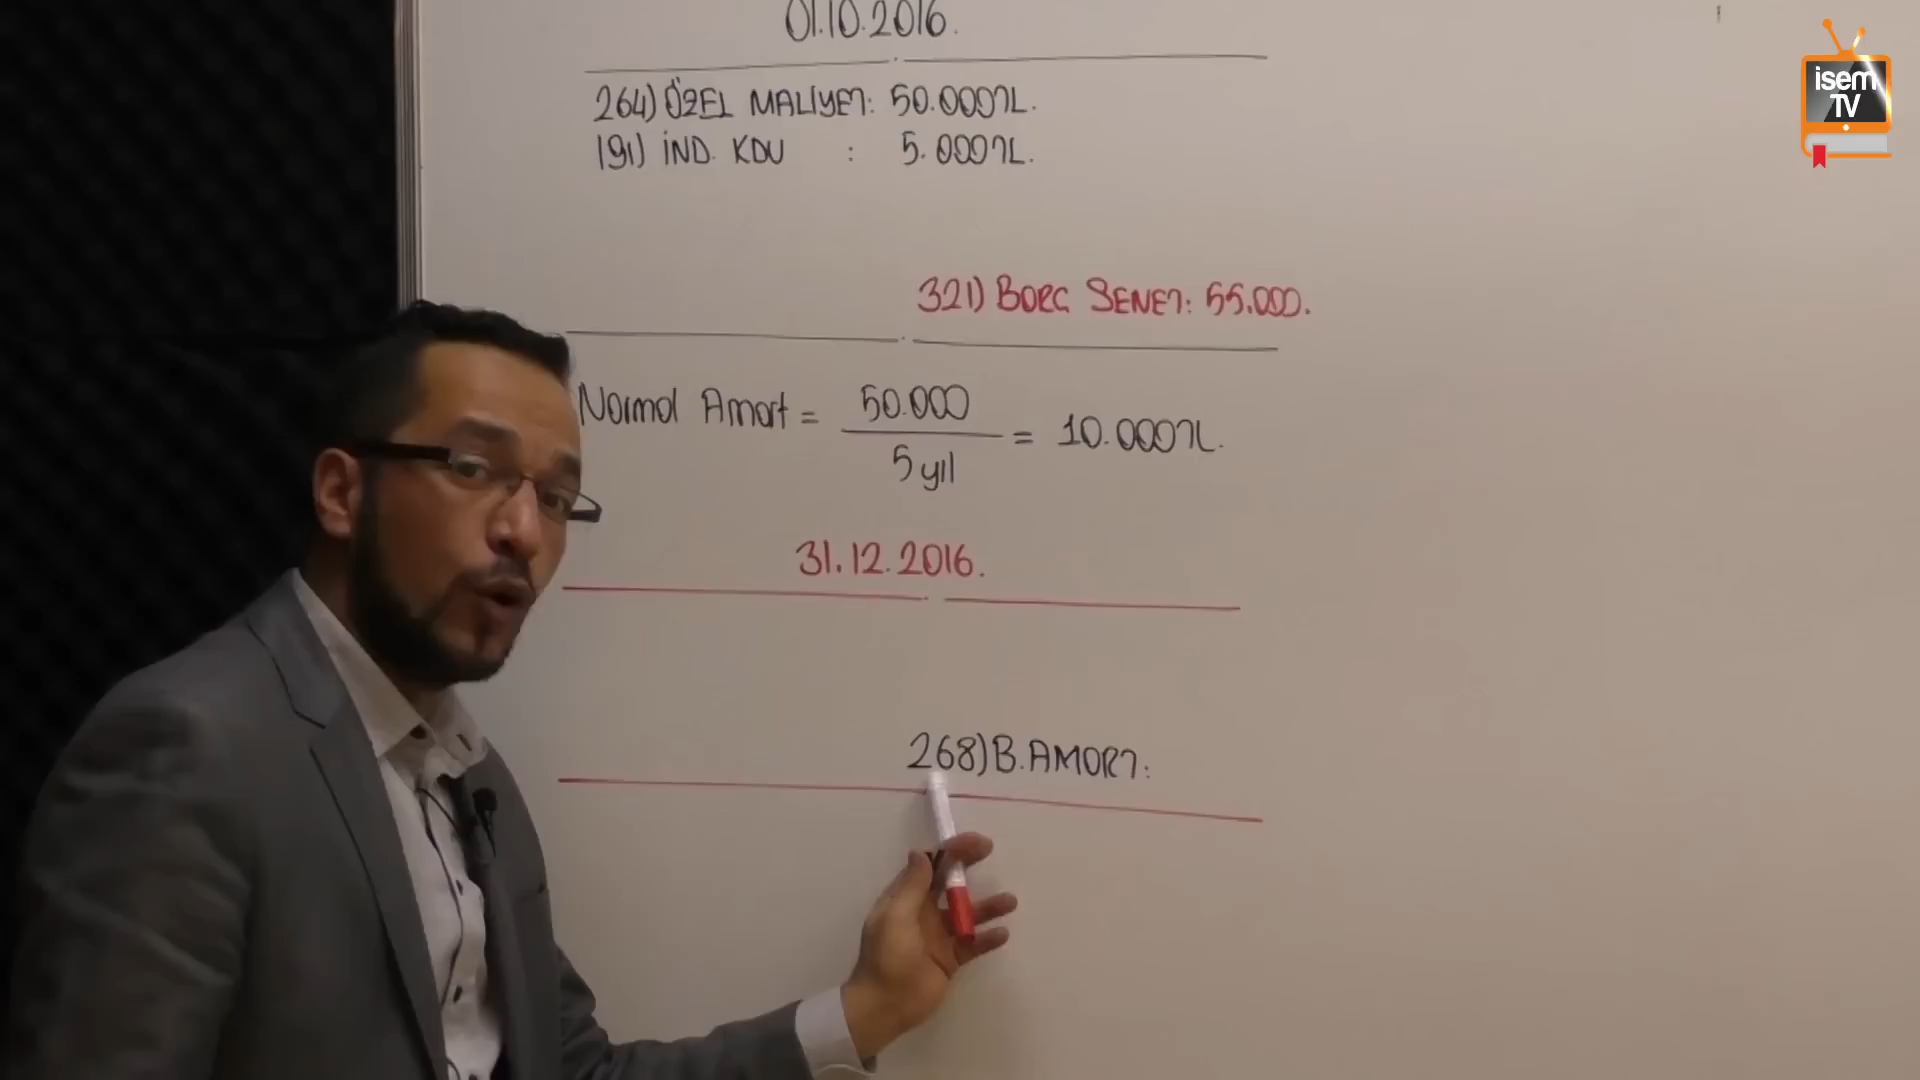 01.10.2016.
264) ÖZEL MALİYET: 50.000TL.
191) İND. KDV : 5.000TL.
321) BORÇ SENET: 55.000.
Normal Amort = 50.000 / 5 yıl = 10.000TL.
31.12.2016.
268) B.AMORT:
isem
TV